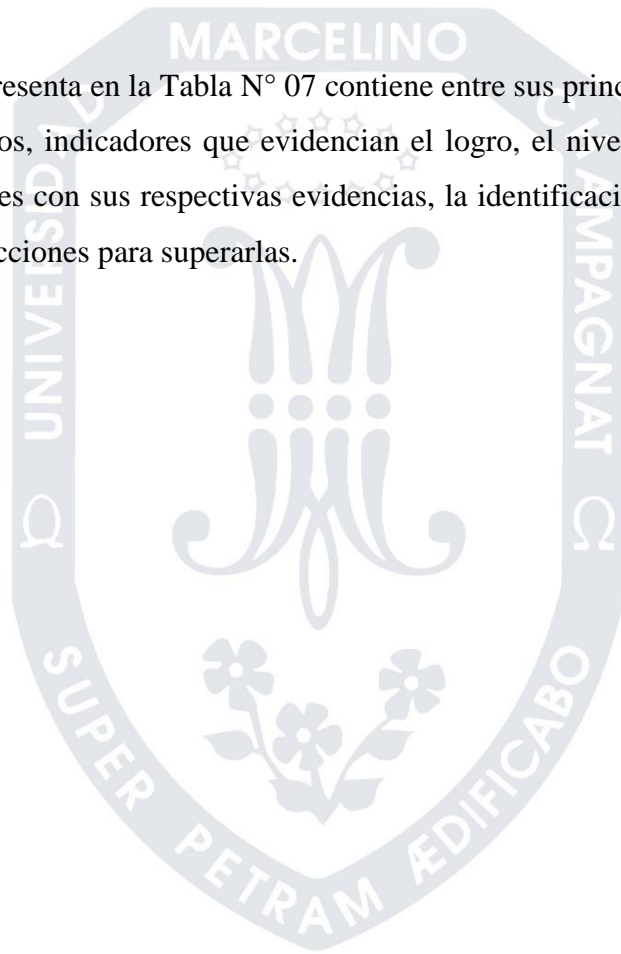 MARCELINO
resenta en la Tabla N° 07 contiene entre sus princ
os, indicadores que evidencian el logro, el nive
es con sus respectivas evidencias, la identificaci
cciones para superarlas.
UNIVERSIDAD
CHAMPAGNAT
Ω
Ω
SUPER PETRAM ÆDIFICABO